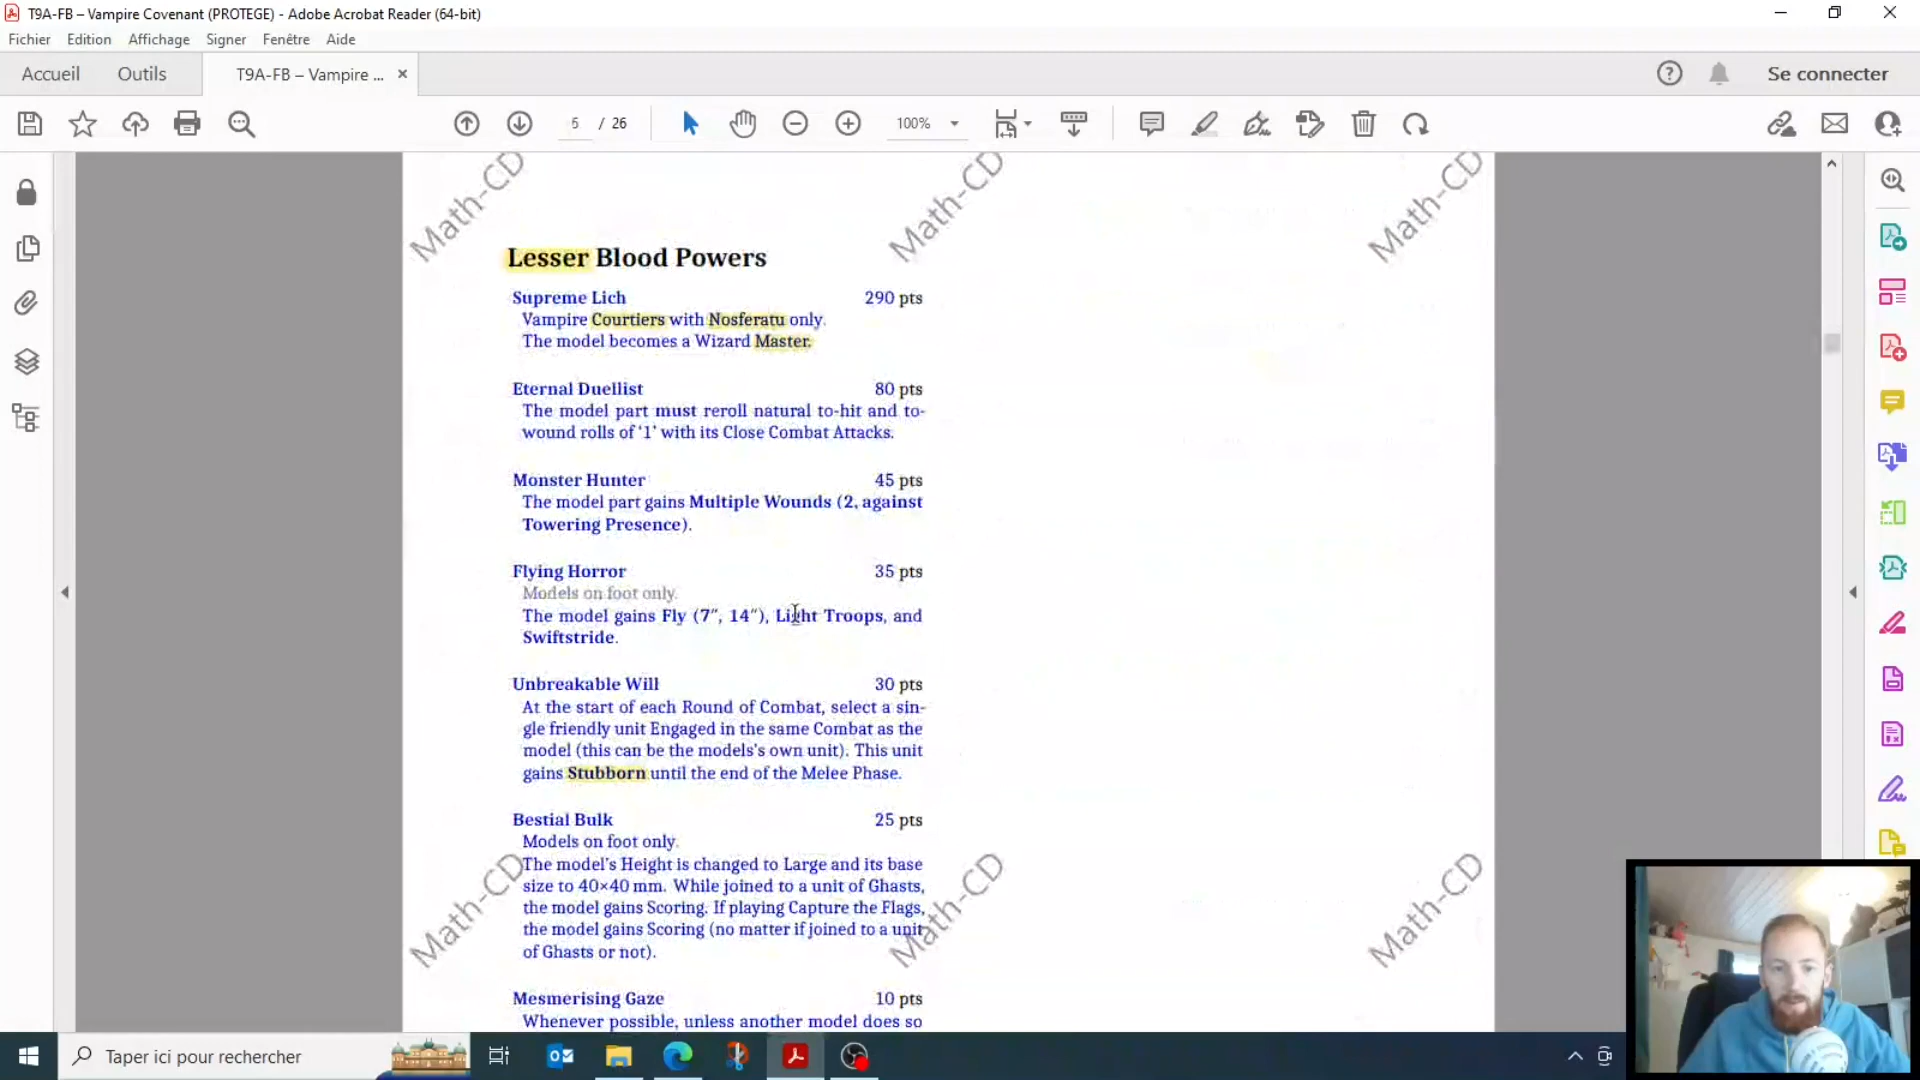 T9A-FB – Vampire Covenant (PROTEGE) - Adobe Acrobat Reader (64-bit)
Fichier Edition Affichage Signer Fenêtre Aide
Accueil Outils T9A-FB – Vampire ... × Se connecter
5 / 26 100%
Math-CD Math-CD Math-CD
Lesser Blood Powers
Supreme Lich 290 pts
Vampire Courtiers with Nosferatu only.
The model becomes a Wizard Master.
Eternal Duellist 80 pts
The model part must reroll natural to-hit and to-
wound rolls of ‘1’ with its Close Combat Attacks.
Monster Hunter 45 pts
The model part gains Multiple Wounds (2, against
Towering Presence).
Flying Horror 35 pts
Models on foot only.
The model gains Fly (7″, 14″), Light Troops, and
Swiftstride.
Unbreakable Will 30 pts
At the start of each Round of Combat, select a sin-
gle friendly unit Engaged in the same Combat as the
model (this can be the models's own unit). This unit
gains Stubborn until the end of the Melee Phase.
Bestial Bulk 25 pts
Models on foot only.
The model's Height is changed to Large and its base
size to 40×40 mm. While joined to a unit of Ghasts,
the model gains Scoring. If playing Capture the Flags,
the model gains Scoring (no matter if joined to a unit
of Ghasts or not).
Math-CD Math-CD Math-CD
Mesmerising Gaze 10 pts
Whenever possible, unless another model does so
Taper ici pour rechercher